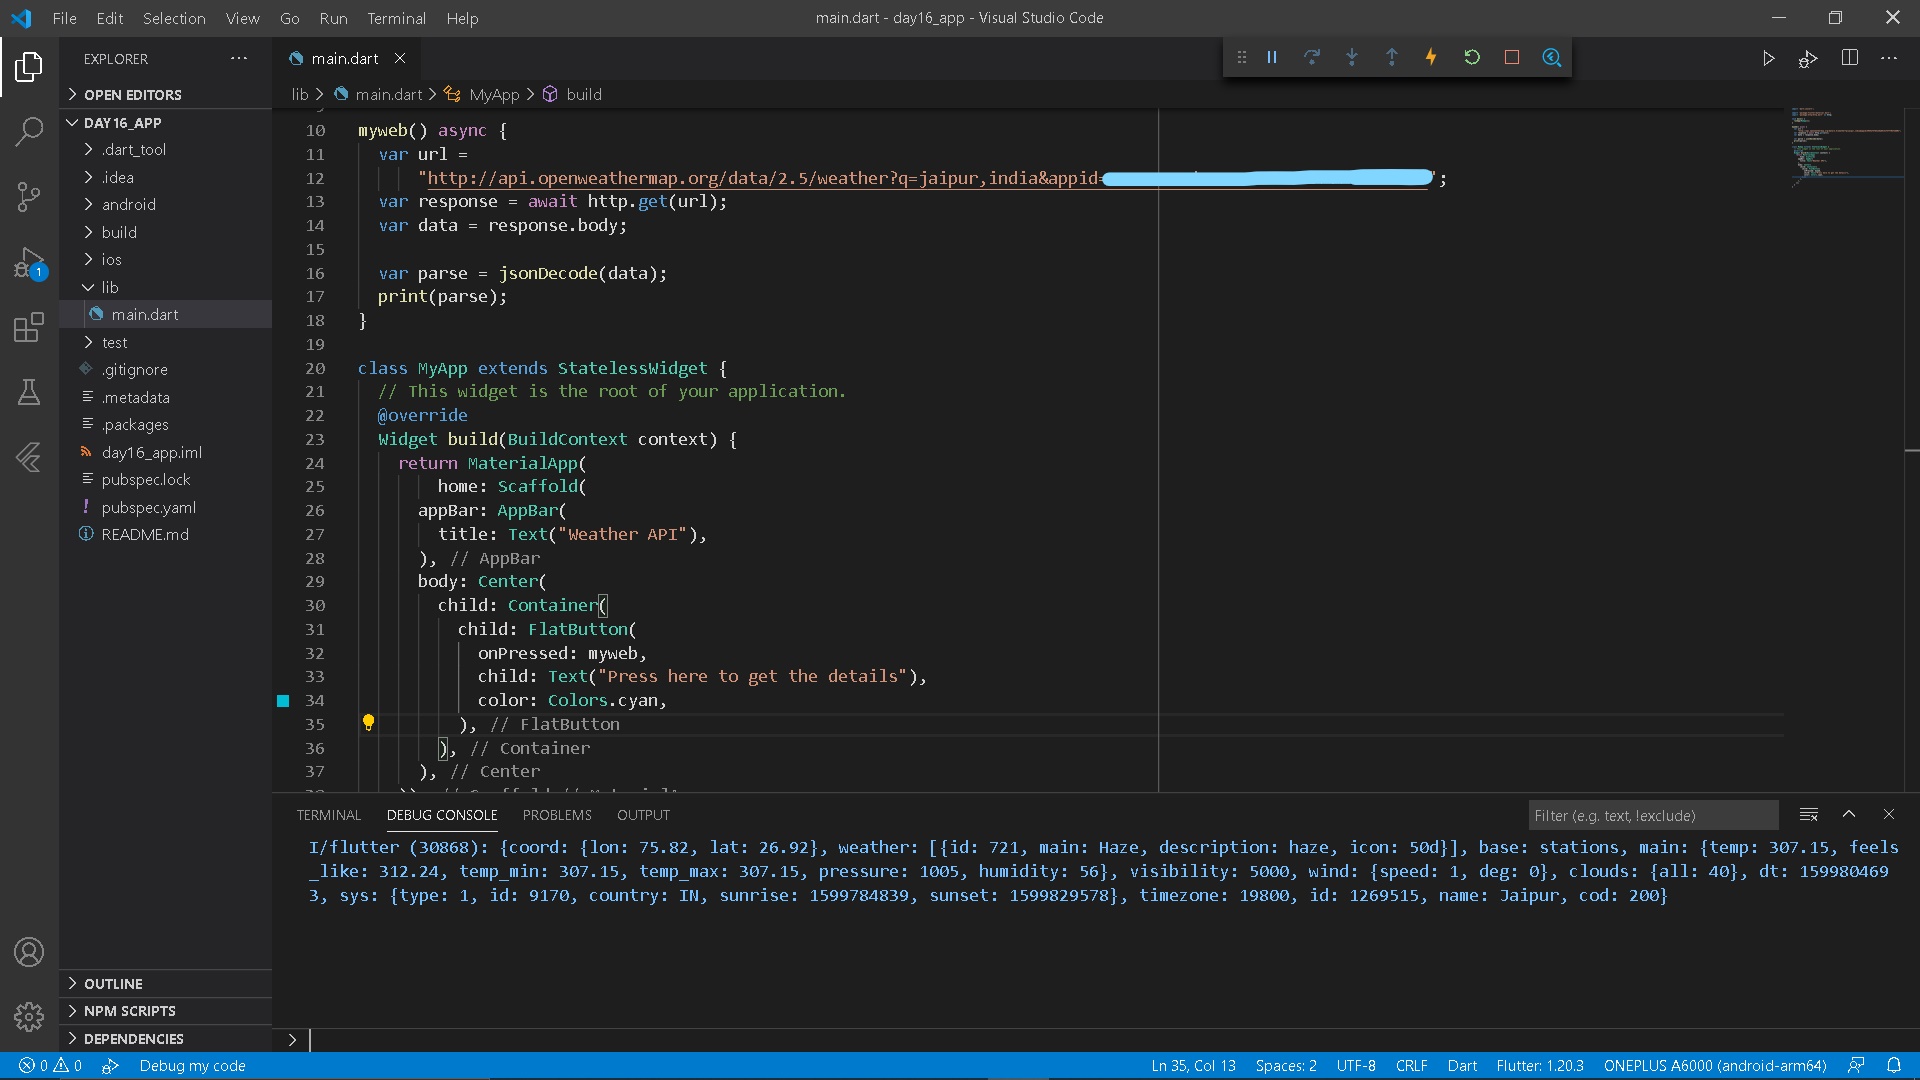 File Edit Selection View Go Run Terminal Help
main.dart - day16_app - Visual Studio Code
EXPLORER
main.dart
OPEN EDITORS
DAY16_APP
.dart_tool
.idea
android
build
ios
lib
main.dart
test
.gitignore
.metadata
.packages
day16_app.iml
pubspec.lock
pubspec.yaml
README.md
OUTLINE
NPM SCRIPTS
DEPENDENCIES
1
lib > main.dart > MyApp > build
10 myweb() async {
11 var url =
12 "http://api.openweathermap.org/data/2.5/weather?q=jaipur,india&appid=";
13 var response = await http.get(url);
14 var data = response.body;
15
16 var parse = jsonDecode(data);
17 print(parse);
18 }
19
20 class MyApp extends StatelessWidget {
21 // This widget is the root of your application.
22 @override
23 Widget build(BuildContext context) {
24 return MaterialApp(
25 home: Scaffold(
26 appBar: AppBar(
27 title: Text("Weather API"),
28 ), // AppBar
29 body: Center(
30 child: Container(
31 child: FlatButton(
32 onPressed: myweb,
33 child: Text("Press here to get the details"),
34 color: Colors.cyan,
35 ), // FlatButton
36 ), // Container
37 ), // Center
TERMINAL DEBUG CONSOLE PROBLEMS OUTPUT
Filter (e.g. text, !exclude)
I/flutter (30868): {coord: {lon: 75.82, lat: 26.92}, weather: [{id: 721, main: Haze, description: haze, icon: 50d}], base: stations, main: {temp: 307.15, feels
_like: 312.24, temp_min: 307.15, temp_max: 307.15, pressure: 1005, humidity: 56}, visibility: 5000, wind: {speed: 1, deg: 0}, clouds: {all: 40}, dt: 159980469
3, sys: {type: 1, id: 9170, country: IN, sunrise: 1599784839, sunset: 1599829578}, timezone: 19800, id: 1269515, name: Jaipur, cod: 200}
>
0 0 Debug my code
Ln 35, Col 13 Spaces: 2 UTF-8 CRLF Dart Flutter: 1.20.3 ONEPLUS A6000 (android-arm64)